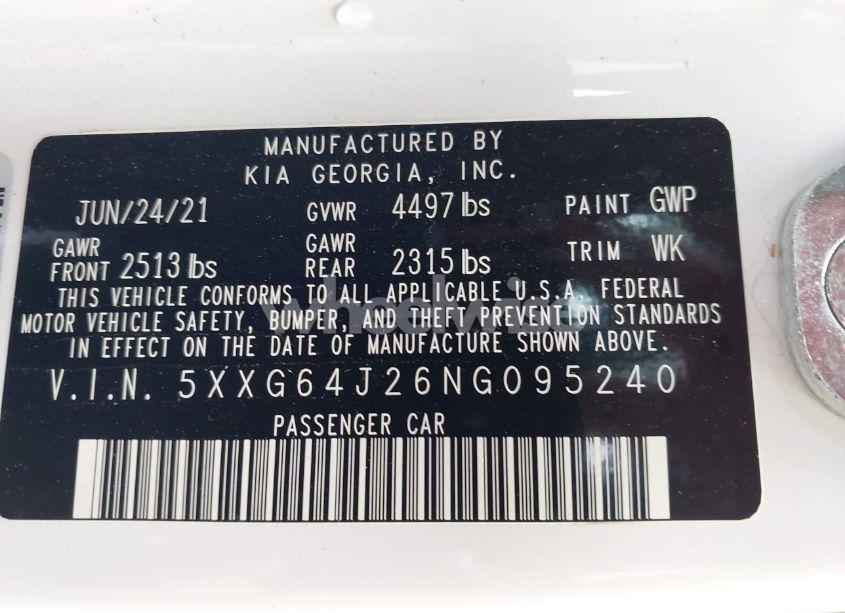 MANUFACTURED BY
KIA GEORGIA, INC.
JUN/24/21 GVWR 4497 lbs PAINT GWP
GAWR FRONT 2513 lbs GAWR REAR 2315 lbs TRIM WK
THIS VEHICLE CONFORMS TO ALL APPLICABLE U.S.A. FEDERAL
MOTOR VEHICLE SAFETY, BUMPER, AND THEFT PREVENTION STANDARDS
IN EFFECT ON THE DATE OF MANUFACTURE SHOWN ABOVE.
V.I.N. 5XXG64J26NG095240
PASSENGER CAR